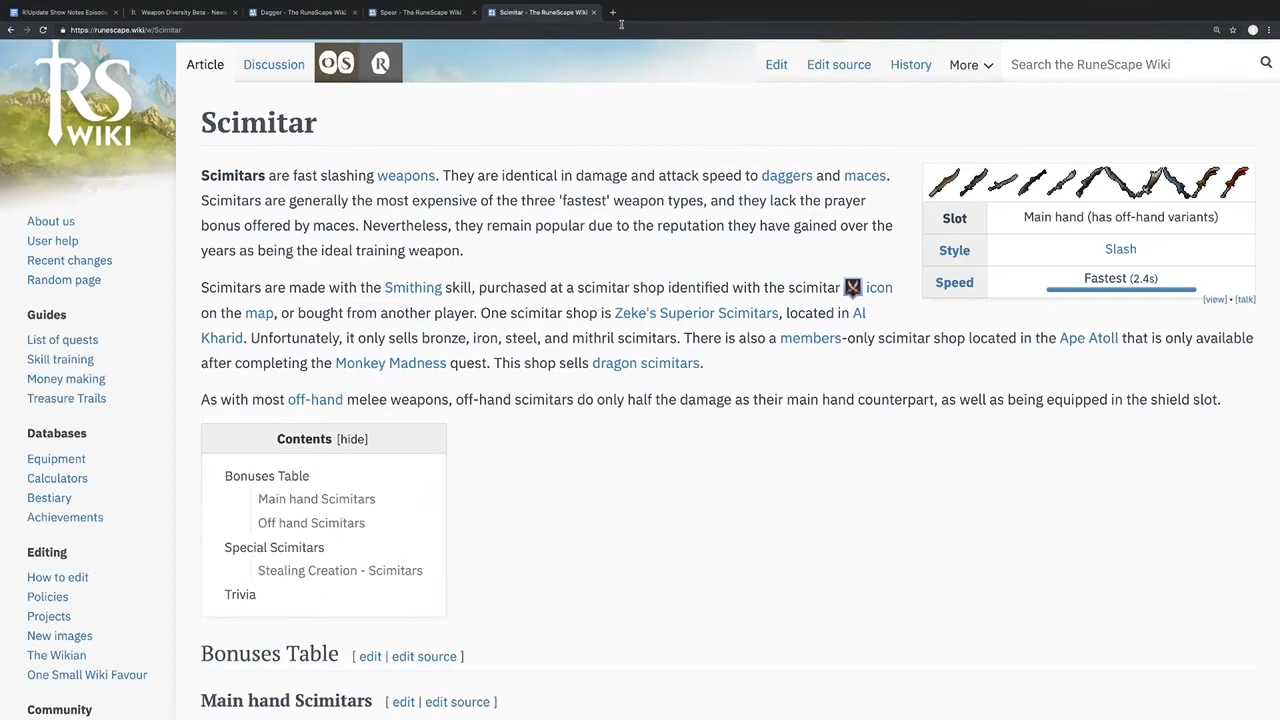 R!Update Show Notes Episode
Weapon Diversity Beta - News
Dagger - The RuneScape Wiki
Spear - The RuneScape Wiki
Scimitar - The RuneScape Wiki
https://runescape.wiki/w/Scimitar
RS
WIKI
Article
Discussion
OS
R
Edit
Edit source
History
More
Search the RuneScape Wiki
Scimitar
Scimitars are fast slashing weapons. They are identical in damage and attack speed to daggers and maces.
Scimitars are generally the most expensive of the three 'fastest' weapon types, and they lack the prayer
bonus offered by maces. Nevertheless, they remain popular due to the reputation they have gained over the
years as being the ideal training weapon.
Slot
Main hand (has off-hand variants)
Style
Slash
Speed
Fastest (2.4s)
[view] • [talk]
Scimitars are made with the Smithing skill, purchased at a scimitar shop identified with the scimitar icon
on the map, or bought from another player. One scimitar shop is Zeke's Superior Scimitars, located in Al
Kharid. Unfortunately, it only sells bronze, iron, steel, and mithril scimitars. There is also a members-only scimitar shop located in the Ape Atoll that is only available
after completing the Monkey Madness quest. This shop sells dragon scimitars.
As with most off-hand melee weapons, off-hand scimitars do only half the damage as their main hand counterpart, as well as being equipped in the shield slot.
Contents [hide]
Bonuses Table
Main hand Scimitars
Off hand Scimitars
Special Scimitars
Stealing Creation - Scimitars
Trivia
Bonuses Table [ edit | edit source ]
Main hand Scimitars [ edit | edit source ]
About us
User help
Recent changes
Random page
Guides
List of quests
Skill training
Money making
Treasure Trails
Databases
Equipment
Calculators
Bestiary
Achievements
Editing
How to edit
Policies
Projects
New images
The Wikian
One Small Wiki Favour
Community